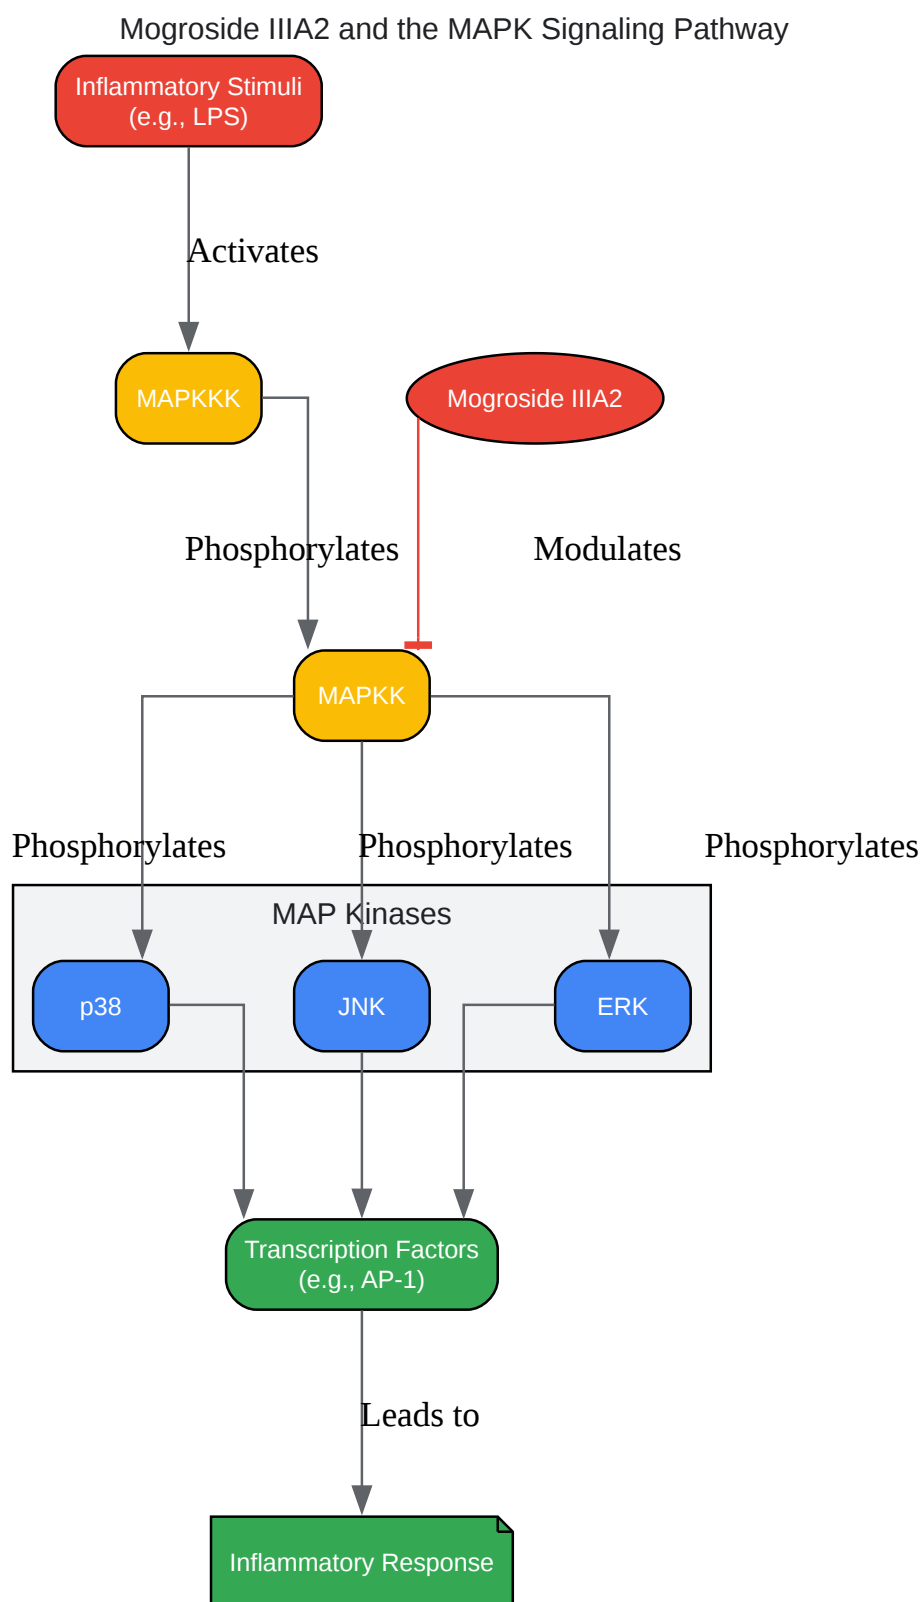 Mogroside IIIA2 and the MAPK Signaling Pathway
Inflammatory Stimuli
(e.g., LPS)
Activates
MAPKKK
Mogroside IIIA2
Phosphorylates
Modulates
MAPKK
Phosphorylates
Phosphorylates
Phosphorylates
MAP Kinases
p38
JNK
ERK
Transcription Factors
(e.g., AP-1)
Leads to
Inflammatory Response